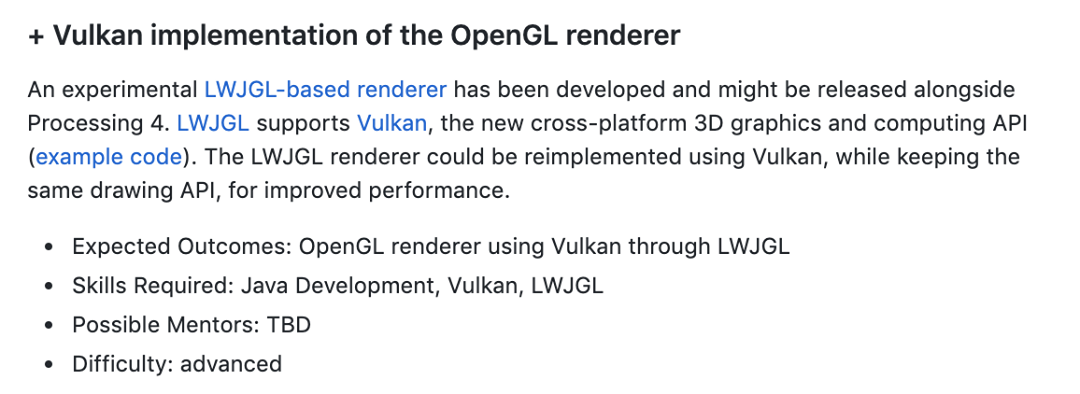 + Vulkan implementation of the OpenGL renderer
An experimental LWJGL-based renderer has been developed and might be released alongside
Processing 4. LWJGL supports Vulkan, the new cross-platform 3D graphics and computing API
(example code). The LWJGL renderer could be reimplemented using Vulkan, while keeping the
same drawing API, for improved performance.
• Expected Outcomes: OpenGL renderer using Vulkan through LWJGL
• Skills Required: Java Development, Vulkan, LWJGL
• Possible Mentors: TBD
• Difficulty: advanced